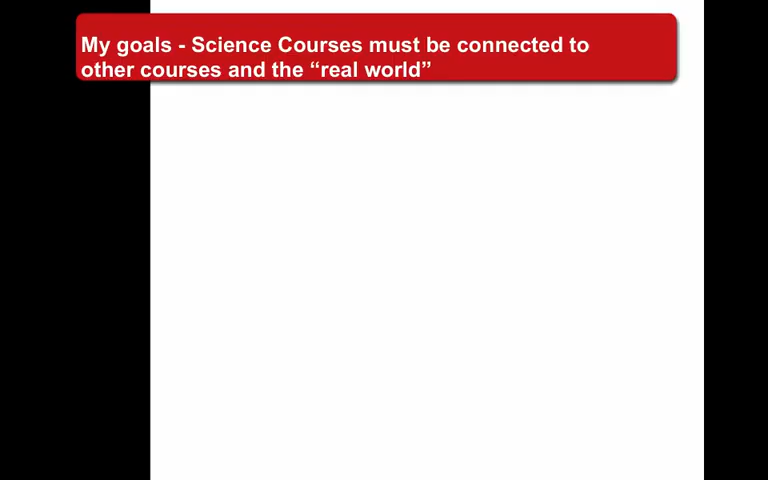 My goals - Science Courses must be connected to
other courses and the “real world”